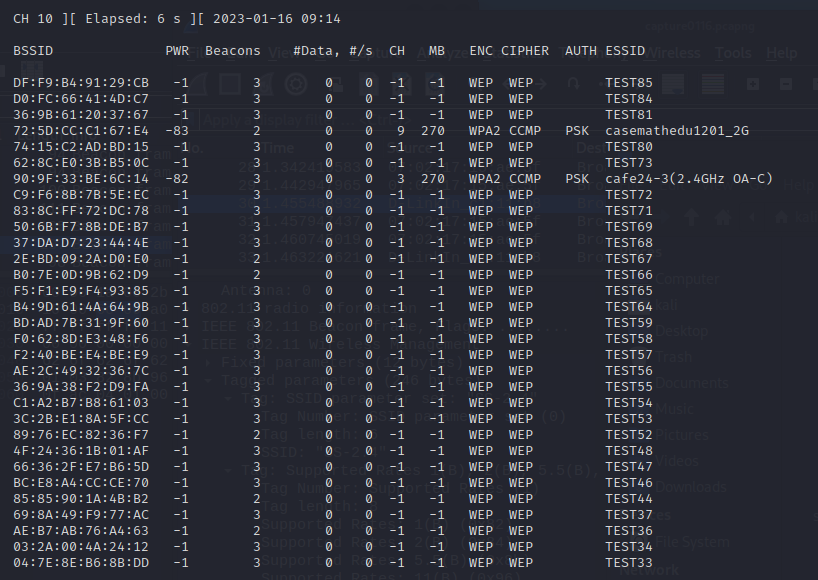 CH 10 ][ Elapsed: 6 s ][ 2023-01-16 09:14
BSSID PWR Beacons #Data, #/s CH MB ENC CIPHER AUTH ESSID
DF:F9:B4:91:29:CB -1 3 0 0 -1 -1 WEP WEP TEST85
D0:FC:66:41:4D:C7 -1 3 0 0 -1 -1 WEP WEP TEST84
36:9B:61:20:37:67 -1 3 0 0 -1 -1 WEP WEP TEST81
72:5D:CC:C1:67:E4 -83 2 0 0 9 270 WPA2 CCMP PSK casemathedu1201_2G
74:15:C2:AD:BD:15 -1 3 0 0 -1 -1 WEP WEP TEST80
62:8C:E0:3B:B5:0C -1 3 0 0 -1 -1 WEP WEP TEST73
90:9F:33:BE:6C:14 -82 2 0 0 3 270 WPA2 CCMP PSK cafe24-3(2.4GHz OA-C)
C9:F6:8B:7B:5E:EC -1 3 0 0 -1 -1 WEP WEP TEST72
83:8C:FF:72:DC:78 -1 3 0 0 -1 -1 WEP WEP TEST71
50:6B:F7:8B:DE:B7 -1 3 0 0 -1 -1 WEP WEP TEST69
37:DA:D7:23:44:4E -1 3 0 0 -1 -1 WEP WEP TEST68
2E:BD:09:2A:D0:E0 -1 2 0 0 -1 -1 WEP WEP TEST67
B0:7E:0D:9B:62:D9 -1 2 0 0 -1 -1 WEP WEP TEST66
F5:F1:E9:F4:93:85 -1 3 0 0 -1 -1 WEP WEP TEST65
B4:9D:61:4A:64:9B -1 3 0 0 -1 -1 WEP WEP TEST64
BD:AD:7B:31:9F:60 -1 3 0 0 -1 -1 WEP WEP TEST59
F0:62:8D:E3:48:F6 -1 3 0 0 -1 -1 WEP WEP TEST58
F2:40:BE:E4:BE:E9 -1 3 0 0 -1 -1 WEP WEP TEST57
AE:2C:49:32:36:7C -1 3 0 0 -1 -1 WEP WEP TEST56
36:9A:38:F2:D9:FA -1 3 0 0 -1 -1 WEP WEP TEST55
C1:A2:B7:B8:61:03 -1 3 0 0 -1 -1 WEP WEP TEST54
3C:2B:E1:8A:5F:CC -1 3 0 0 -1 -1 WEP WEP TEST53
89:76:EC:82:36:F7 -1 2 0 0 -1 -1 WEP WEP TEST52
4F:24:36:1B:01:AF -1 3 0 0 -1 -1 WEP WEP TEST48
66:36:2F:E7:B6:5D -1 3 0 0 -1 -1 WEP WEP TEST47
BC:E8:A4:CC:CE:70 -1 3 0 0 -1 -1 WEP WEP TEST46
85:85:90:1A:4B:B2 -1 2 0 0 -1 -1 WEP WEP TEST44
69:8A:49:F9:77:AC -1 3 0 0 -1 -1 WEP WEP TEST37
AE:B7:AB:76:A4:63 -1 2 0 0 -1 -1 WEP WEP TEST36
03:2A:00:4A:24:12 -1 3 0 0 -1 -1 WEP WEP TEST34
04:7E:8E:B6:8B:DD -1 3 0 0 -1 -1 WEP WEP TEST33